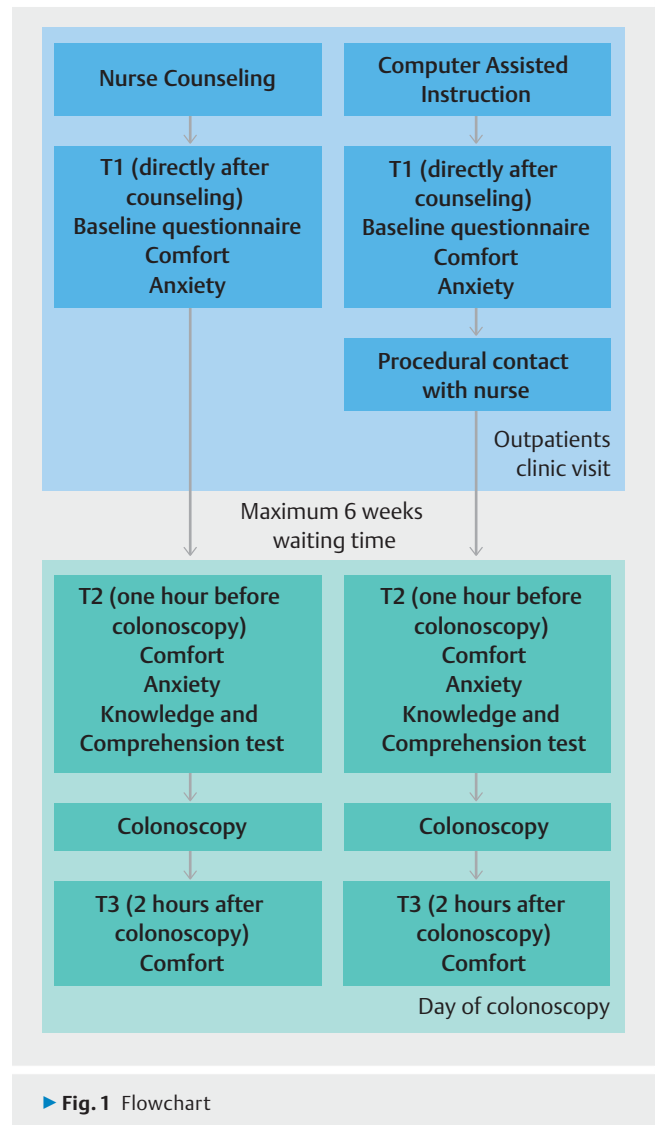 Nurse Counseling
Computer Assisted
Instruction
T1 (directly after
counseling)
Baseline questionnaire
Comfort
Anxiety
T1 (directly after
counseling)
Baseline questionnaire
Comfort
Anxiety
Procedural contact
with nurse
Outpatients
clinic visit
Maximum 6 weeks
waiting time
T2 (one hour before
colonoscopy)
Comfort
Anxiety
Knowledge and
Comprehension test
T2 (one hour before
colonoscopy)
Comfort
Anxiety
Knowledge and
Comprehension test
Colonoscopy
Colonoscopy
T3 (2 hours after
colonoscopy)
Comfort
T3 (2 hours after
colonoscopy)
Comfort
Day of colonoscopy
▶ Fig. 1 Flowchart